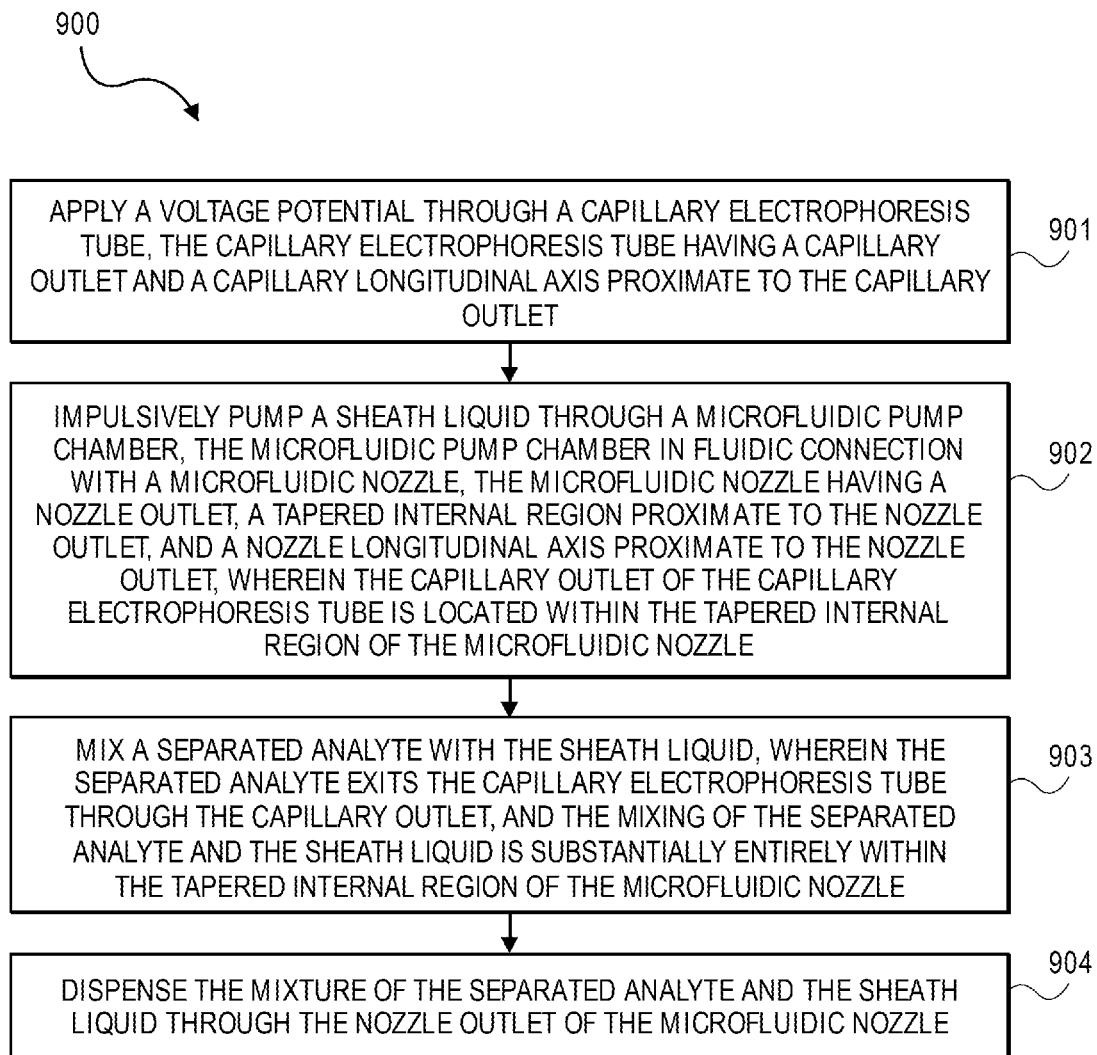 900
APPLY A VOLTAGE POTENTIAL THROUGH A CAPILLARY ELECTROPHORESIS
TUBE, THE CAPILLARY ELECTROPHORESIS TUBE HAVING A CAPILLARY
OUTLET AND A CAPILLARY LONGITUDINAL AXIS PROXIMATE TO THE CAPILLARY
OUTLET
901
IMPULSIVELY PUMP A SHEATH LIQUID THROUGH A MICROFLUIDIC PUMP
CHAMBER, THE MICROFLUIDIC PUMP CHAMBER IN FLUIDIC CONNECTION
WITH A MICROFLUIDIC NOZZLE, THE MICROFLUIDIC NOZZLE HAVING A
NOZZLE OUTLET, A TAPERED INTERNAL REGION PROXIMATE TO THE NOZZLE
OUTLET, AND A NOZZLE LONGITUDINAL AXIS PROXIMATE TO THE NOZZLE
OUTLET, WHEREIN THE CAPILLARY OUTLET OF THE CAPILLARY
ELECTROPHORESIS TUBE IS LOCATED WITHIN THE TAPERED INTERNAL
REGION OF THE MICROFLUIDIC NOZZLE
902
MIX A SEPARATED ANALYTE WITH THE SHEATH LIQUID, WHEREIN THE
SEPARATED ANALYTE EXITS THE CAPILLARY ELECTROPHORESIS TUBE
THROUGH THE CAPILLARY OUTLET, AND THE MIXING OF THE SEPARATED
ANALYTE AND THE SHEATH LIQUID IS SUBSTANTIALLY ENTIRELY WITHIN
THE TAPERED INTERNAL REGION OF THE MICROFLUIDIC NOZZLE
903
DISPENSE THE MIXTURE OF THE SEPARATED ANALYTE AND THE SHEATH
LIQUID THROUGH THE NOZZLE OUTLET OF THE MICROFLUIDIC NOZZLE
904